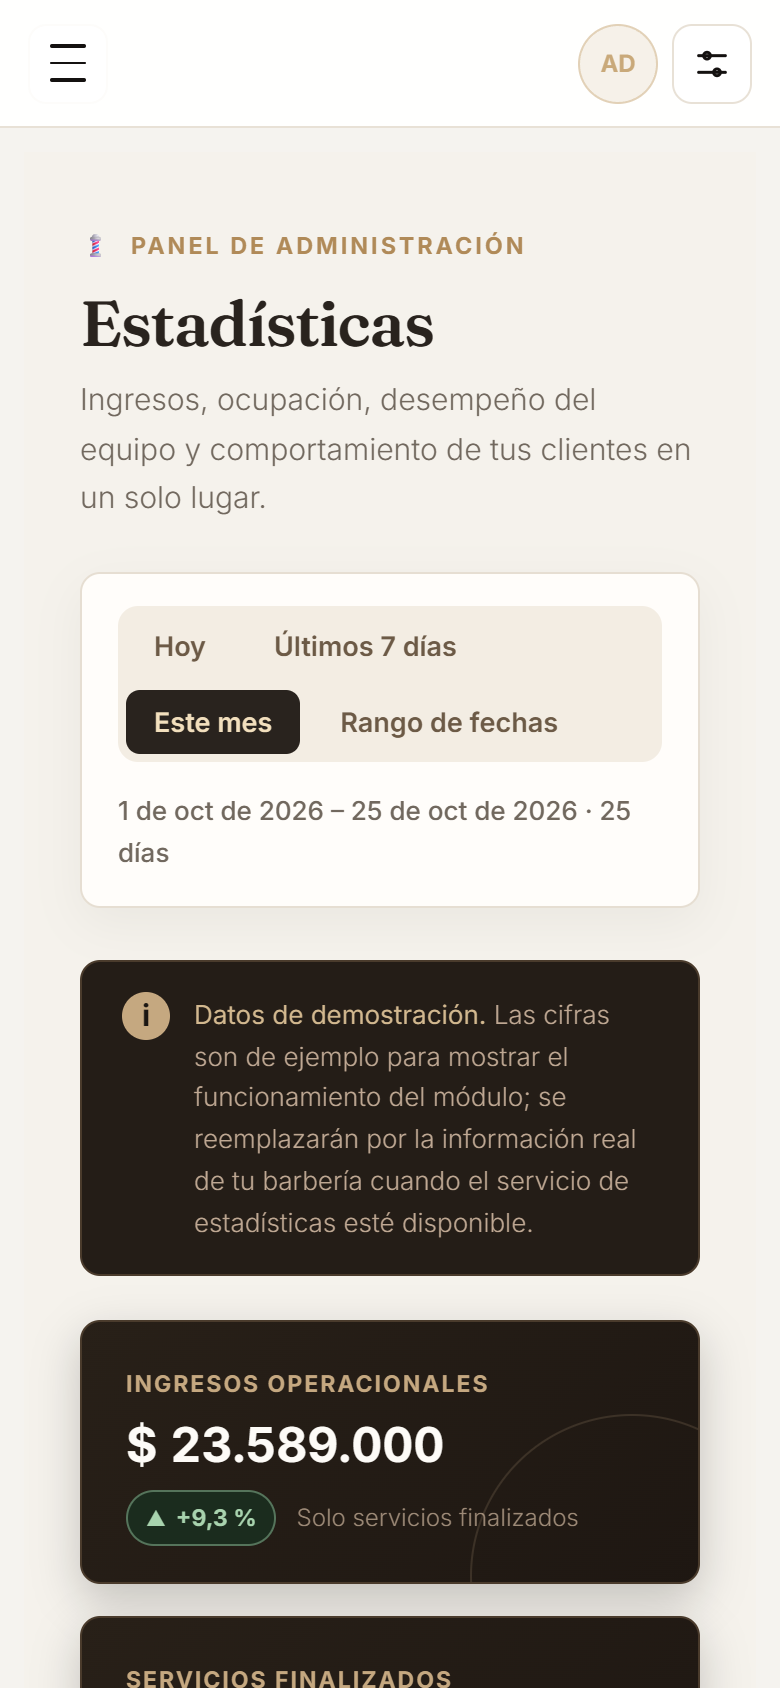 AD
PANEL DE ADMINISTRACIÓN
Estadísticas
Ingresos, ocupación, desempeño del
equipo y comportamiento de tus clientes en
un solo lugar.
Hoy Últimos 7 días
Este mes Rango de fechas
1 de oct de 2026 – 25 de oct de 2026 · 25
días
i Datos de demostración. Las cifras
son de ejemplo para mostrar el
funcionamiento del módulo; se
reemplazarán por la información real
de tu barbería cuando el servicio de
estadísticas esté disponible.
INGRESOS OPERACIONALES
$ 23.589.000
▲ +9,3 % Solo servicios finalizados
SERVICIOS FINALIZADOS